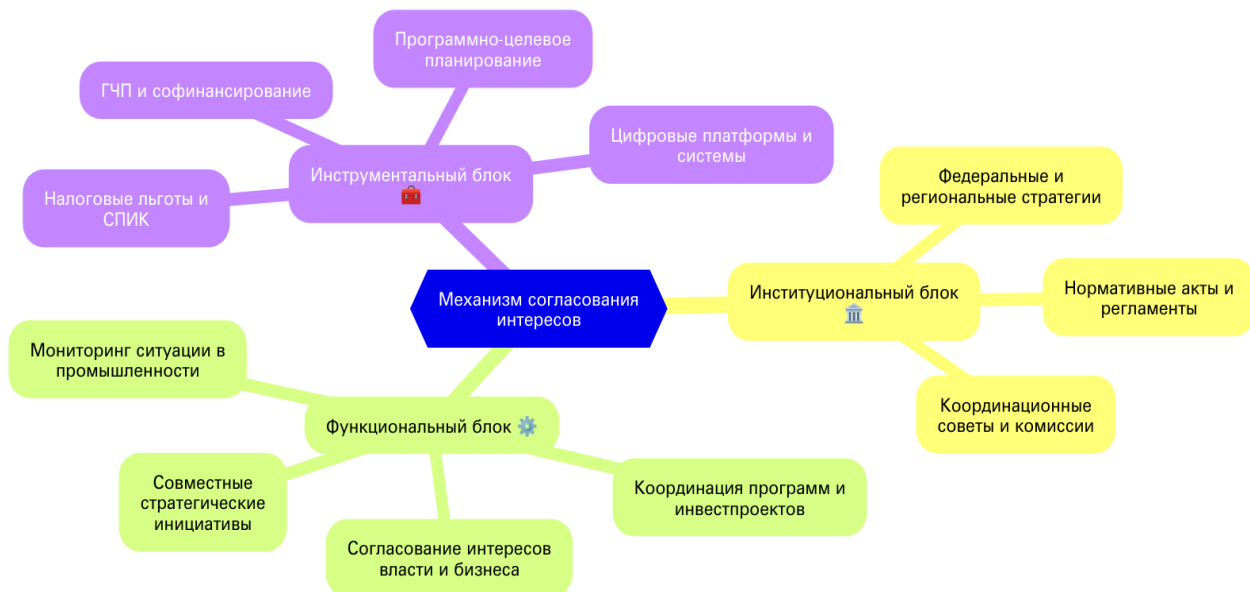 Программно-целевое
планирование
ГЧП и софинансирование
Цифровые платформы и
системы
Инструментальный блок
Налоговые льготы и
СПИК
Федеральные и
региональные стратегии
Механизм согласования
интересов
Институциональный блок
Нормативные акты и
регламенты
Координационные
советы и комиссии
Мониторинг ситуации в
промышленности
Функциональный блок
Совместные
стратегические
инициативы
Согласование интересов
власти и бизнеса
Координация программ и
инвестпроектов